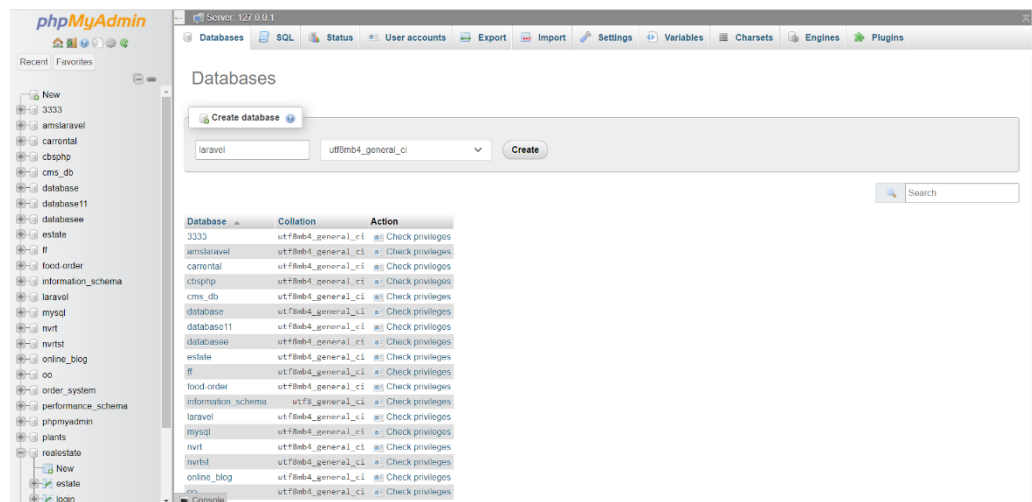 phpMyAdmin
Recent Favorites
New
3333
amslaravel
carrental
cbsphp
cms_db
database
database11
databasee
estate
ff
food-order
information_schema
laravel
mysql
nvrt
nvrtst
online_blog
oo
order_system
performance_schema
phpmyadmin
plants
realestate
New
estate
login
Server: 127.0.0.1
Databases SQL Status User accounts Export Import Settings Variables Charsets Engines Plugins
Databases
Create database
laravel utf8mb4_general_ci Create
Search
Database Collation Action
3333 utf8mb4_general_ci Check privileges
amslaravel utf8mb4_general_ci Check privileges
carrental utf8mb4_general_ci Check privileges
cbsphp utf8mb4_general_ci Check privileges
cms_db utf8mb4_general_ci Check privileges
database utf8mb4_general_ci Check privileges
database11 utf8mb4_general_ci Check privileges
databasee utf8mb4_general_ci Check privileges
estate utf8mb4_general_ci Check privileges
ff utf8mb4_general_ci Check privileges
food-order utf8mb4_general_ci Check privileges
information_schema utf8_general_ci Check privileges
laravel utf8mb4_general_ci Check privileges
mysql utf8mb4_general_ci Check privileges
nvrt utf8mb4_general_ci Check privileges
nvrtst utf8mb4_general_ci Check privileges
online_blog utf8mb4_general_ci Check privileges
oo utf8mb4_general_ci Check privileges
Console